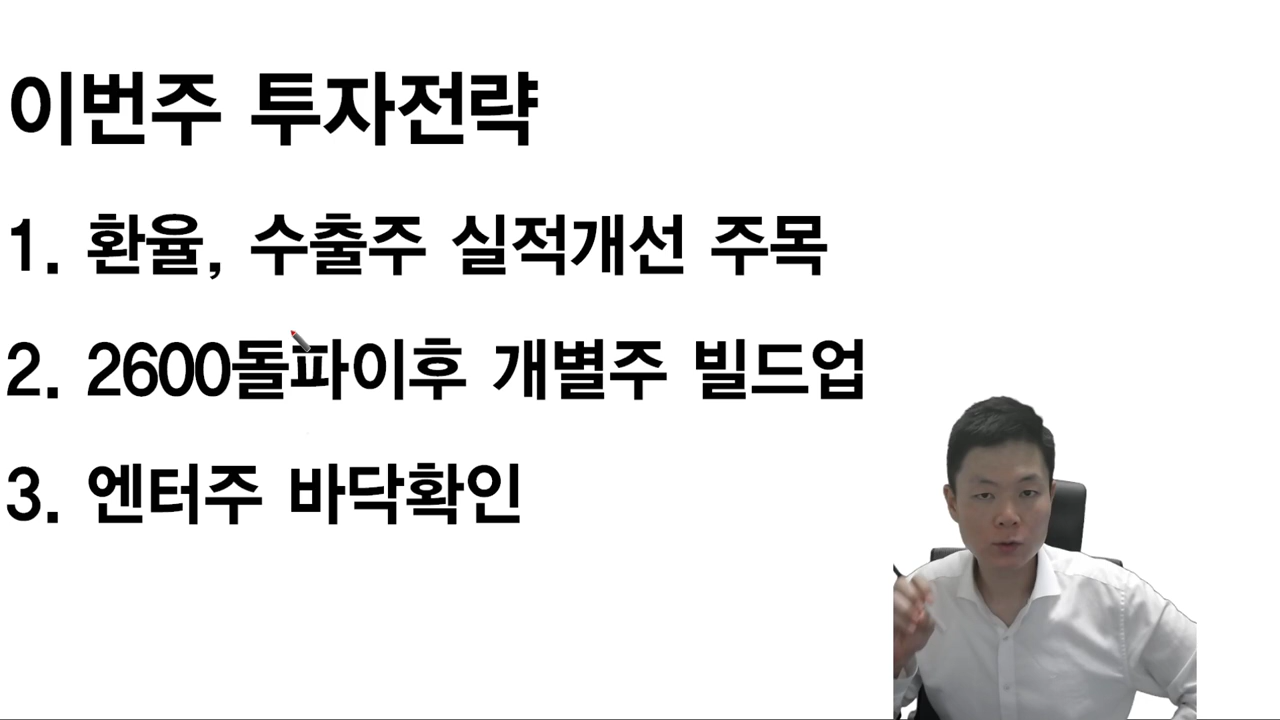 이번주 투자전략
1. 환율, 수출주 실적개선 주목
2. 2600돌파이후 개별주 빌드업
3. 엔터주 바닥확인